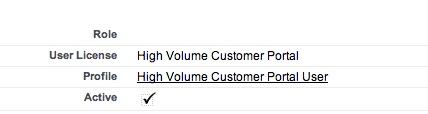 Role
User License High Volume Customer Portal
Profile High Volume Customer Portal User
Active